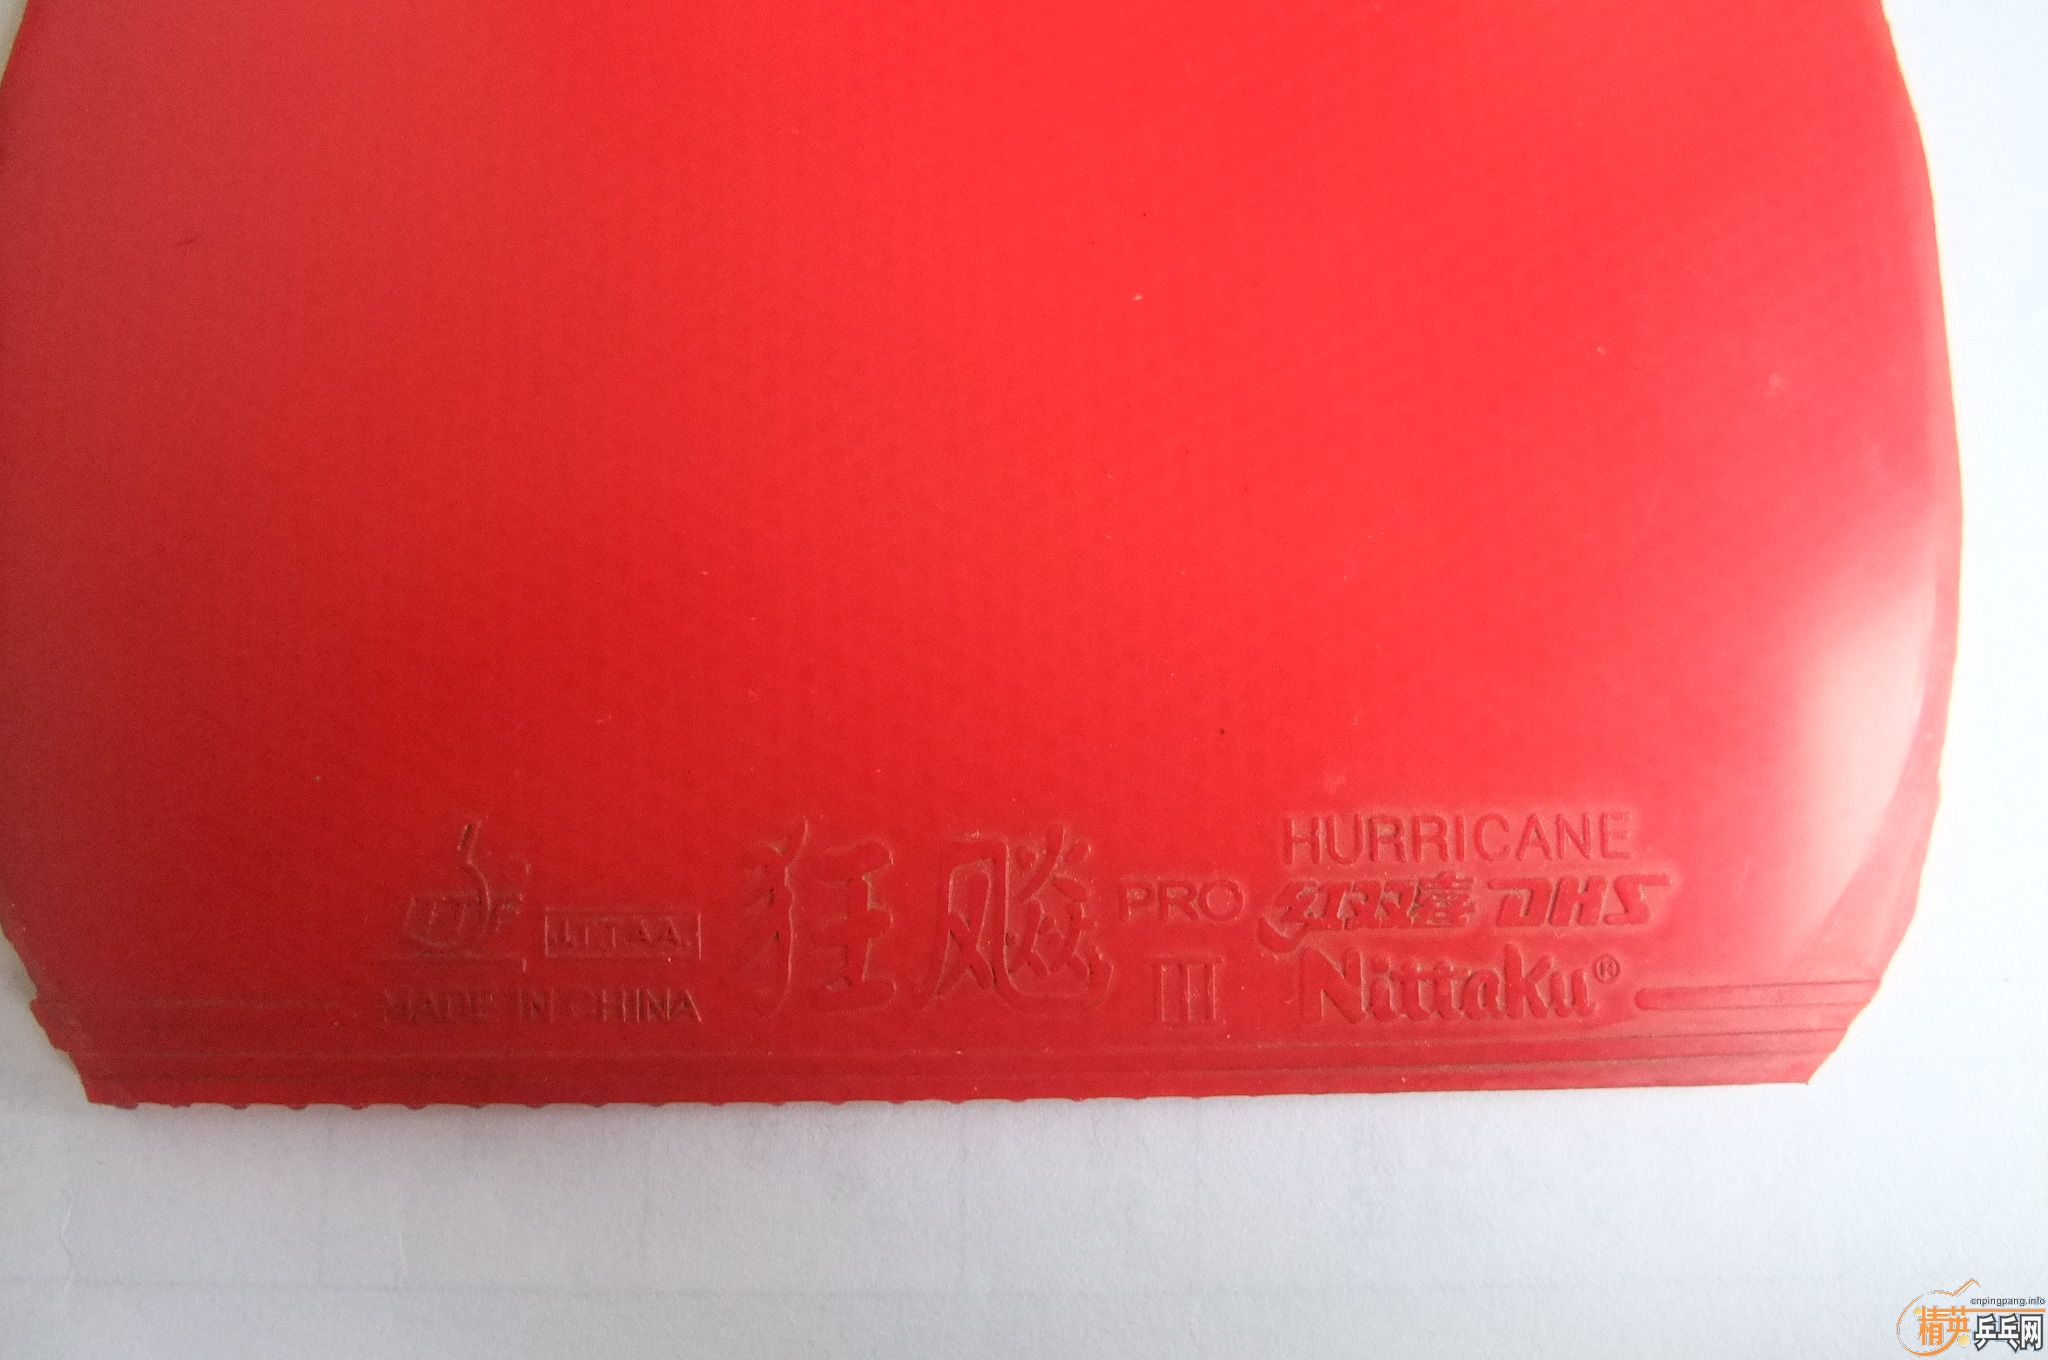 ITTF
J.T.T.A.A.
MADE IN CHINA
狂飚
PRO
III
HURRICANE
红双喜 DHS
Nittaku®
cnpingpang.info
精英乒乓网